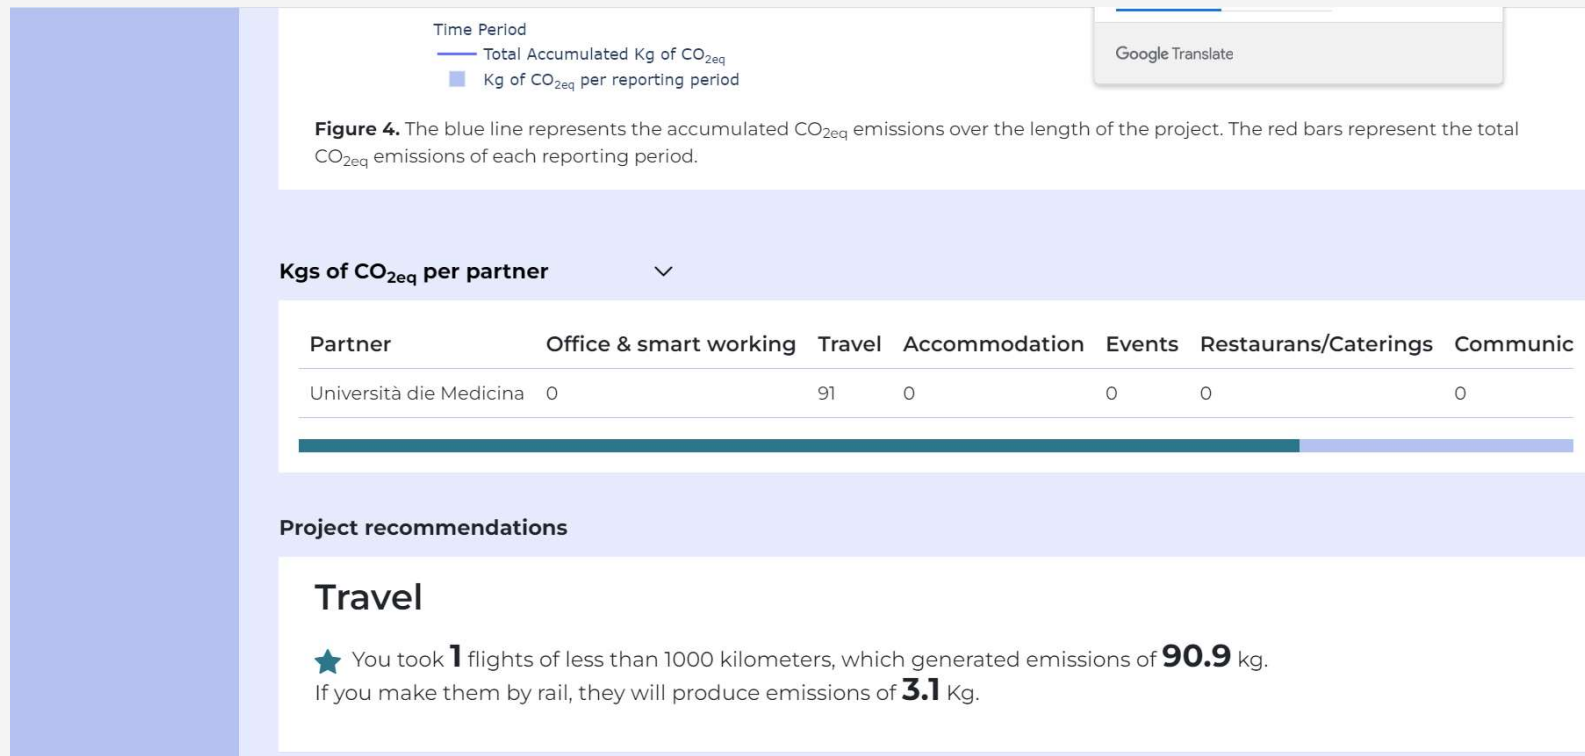 Time Period
Total Accumulated Kg of CO2eq
Google Translate
Kg of CO2eq per reporting period
Figure 4. The blue line represents the accumulated CO2eq emissions over the length of the project. The red bars represent the total
CO2eq emissions of each reporting period.
Kgs of CO2eq per partner
Partner Office & smart working Travel Accommodation Events Restaurans/Caterings Communic
Università die Medicina 0 91 0 0 0 0
Project recommendations
Travel
You took 1 flights of less than 1000 kilometers, which generated emissions of 90.9 kg.
If you make them by rail, they will produce emissions of 3.1 Kg.